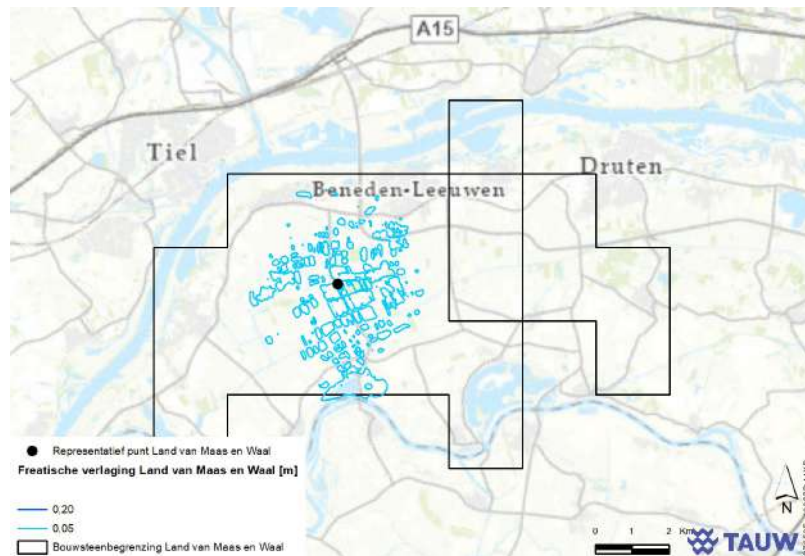 A15
Tiel
Druten
Beneden-Leeuwen
Representatief punt Land van Maas en Waal
Freatische verlaging Land van Maas en Waal [m]
0,20
0,05
Bouwsteenbegrenzing Land van Maas en Waal
N
0 1 2 Km
TAUW